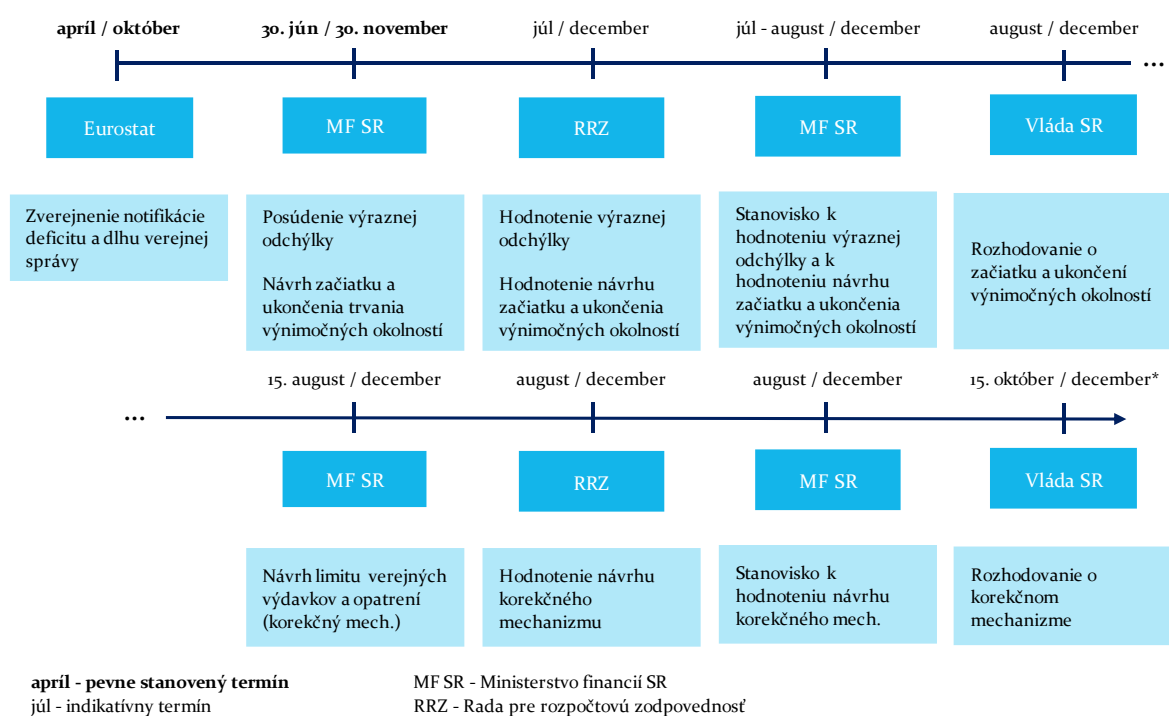 apríl / október
30. jún / 30. november
júl / december
júl - august / december
august / december
...
Eurostat
MF SR
RRZ
MF SR
Vláda SR
Zverejnenie notifikácie
deficitu a dlhu verejnej
správy
Posúdenie výraznej
odchýlky
Návrh začiatku a
ukončenia trvania
výnimočných okolností
Hodnotenie výraznej
odchýlky
Hodnotenie návrhu
začiatku a ukončenia
výnimočných okolností
Stanovisko k
hodnoteniu výraznej
odchýlky a k
hodnoteniu návrhu
začiatku a ukončenia
výnimočných okolností
Rozhodovanie o
začiatku a ukončení
výnimočných okolností
...
15. august / december
august / december
august / december
15. október / december*
MF SR
RRZ
MF SR
Vláda SR
Návrh limitu verejných
výdavkov a opatrení
(korekčný mech.)
Hodnotenie návrhu
korekčného
mechanizmu
Stanovisko k
hodnoteniu návrhu
korekčného mech.
Rozhodovanie o
korekčnom
mechanizme
apríl - pevne stanovený termín
júl - indikatívny termín
MF SR - Ministerstvo financií SR
RRZ - Rada pre rozpočtovú zodpovednosť